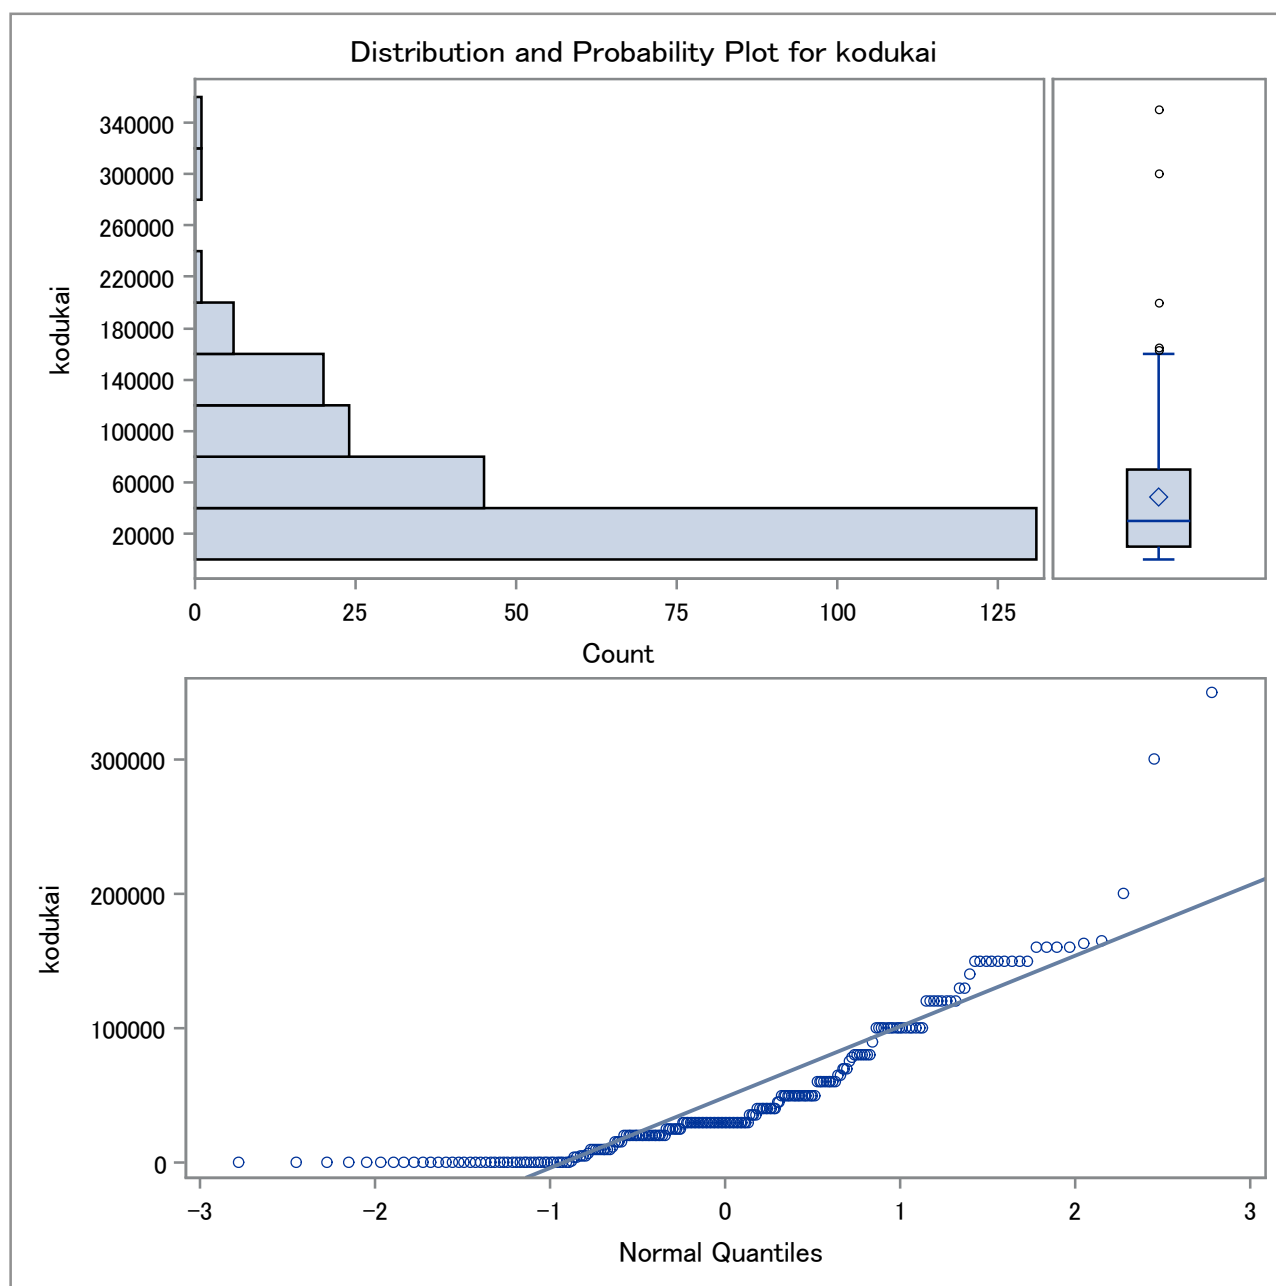 Distribution and Probability Plot for kodukai
kodukai
340000
300000
260000
220000
180000
140000
100000
60000
20000
0 25 50 75 100 125
Count
kodukai
300000
200000
100000
0
−3 −2 −1 0 1 2 3
Normal Quantiles